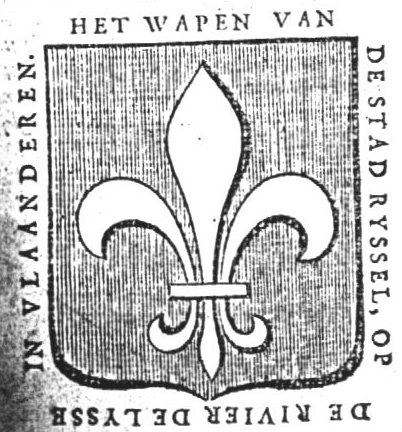 HET WAPEN VAN
DE STAD RYSSEL, OP
DE RIVIER DE LYSSE
IN VLAANDEREN.